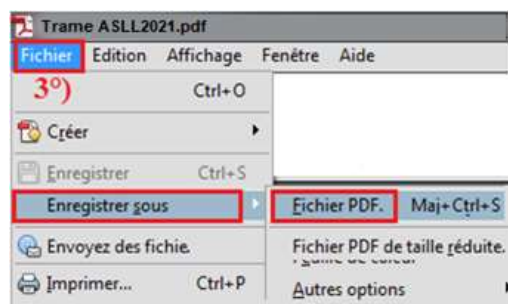 Trame ASLL2021.pdf
Fichier Edition Affichage Fenêtre Aide
3°) Ctrl+O
Créer
Enregistrer Ctrl+S
Enregistrer sous Fichier PDF. Maj+Ctrl+S
Envoyez des fichie. Fichier PDF de taille réduite.
Imprimer... Ctrl+P Autres options